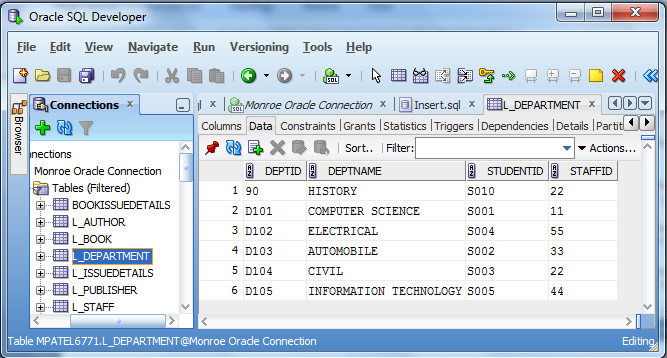 Oracle SQL Developer
File Edit View Navigate Run Versioning Tools Help
SQL
Connections
ql Monroe Oracle Connection Insert.sql L_DEPARTMENT
Browser
Columns Data Constraints Grants Statistics Triggers Dependencies Details Partit
Sort.. Filter: Actions...
nnections
Monroe Oracle Connection
Tables (Filtered)
BOOKISSUEDETAILS
L_AUTHOR
L_BOOK
L_DEPARTMENT
L_ISSUEDETAILS
L_PUBLISHER
L_STAFF
DEPTID DEPTNAME STUDENTID STAFFID
1 90 HISTORY S010 22
2 D101 COMPUTER SCIENCE S001 11
3 D102 ELECTRICAL S004 55
4 D103 AUTOMOBILE S002 33
5 D104 CIVIL S003 22
6 D105 INFORMATION TECHNOLOGY S005 44
Table MPATEL6771.L_DEPARTMENT@Monroe Oracle Connection Editing